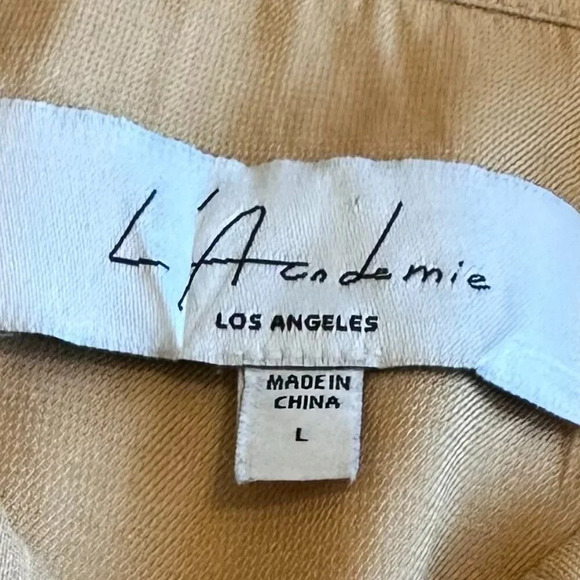 L'Academie
LOS ANGELES
MADE IN
CHINA
L